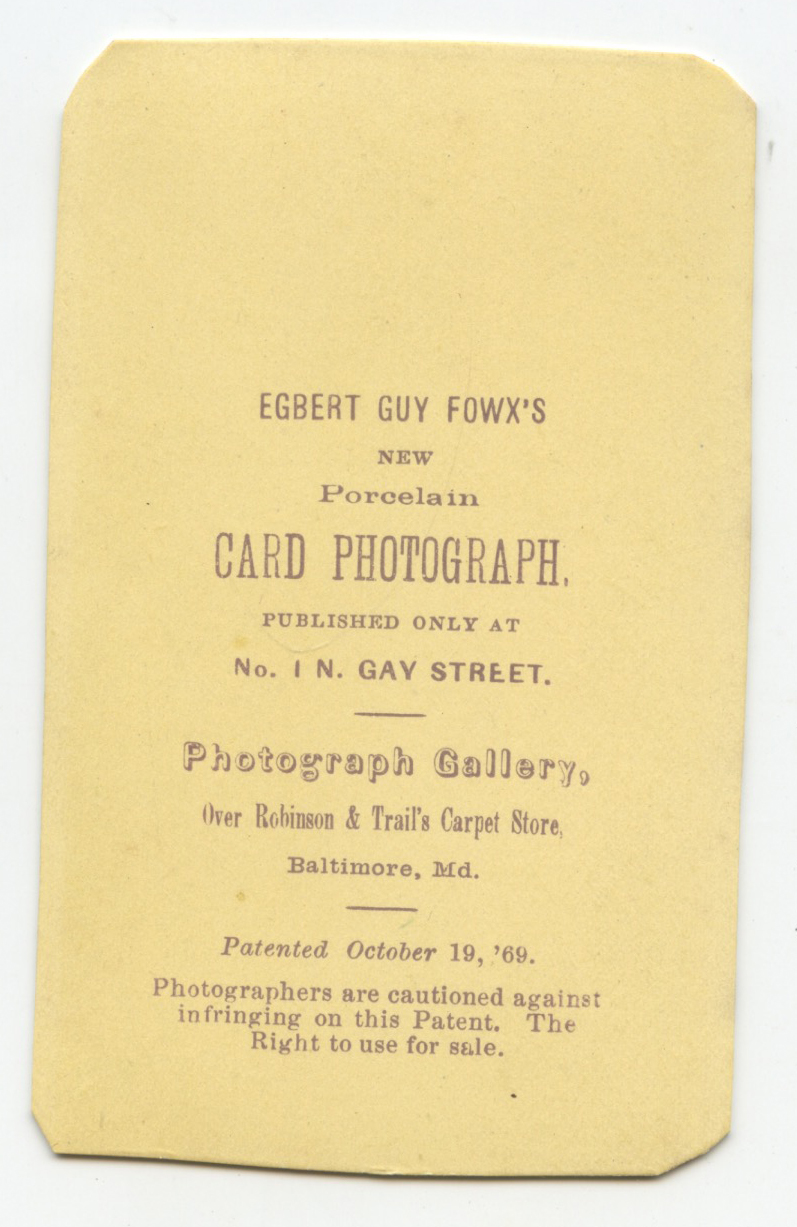 EGBERT GUY FOWX'S
NEW
Porcelain
CARD PHOTOGRAPH.
PUBLISHED ONLY AT
No. 1 N. GAY STREET.
Photograph Gallery,
Over Robinson & Trail's Carpet Store,
Baltimore, Md.
Patented October 19, '69.
Photographers are cautioned against
infringing on this Patent. The
Right to use for sale.